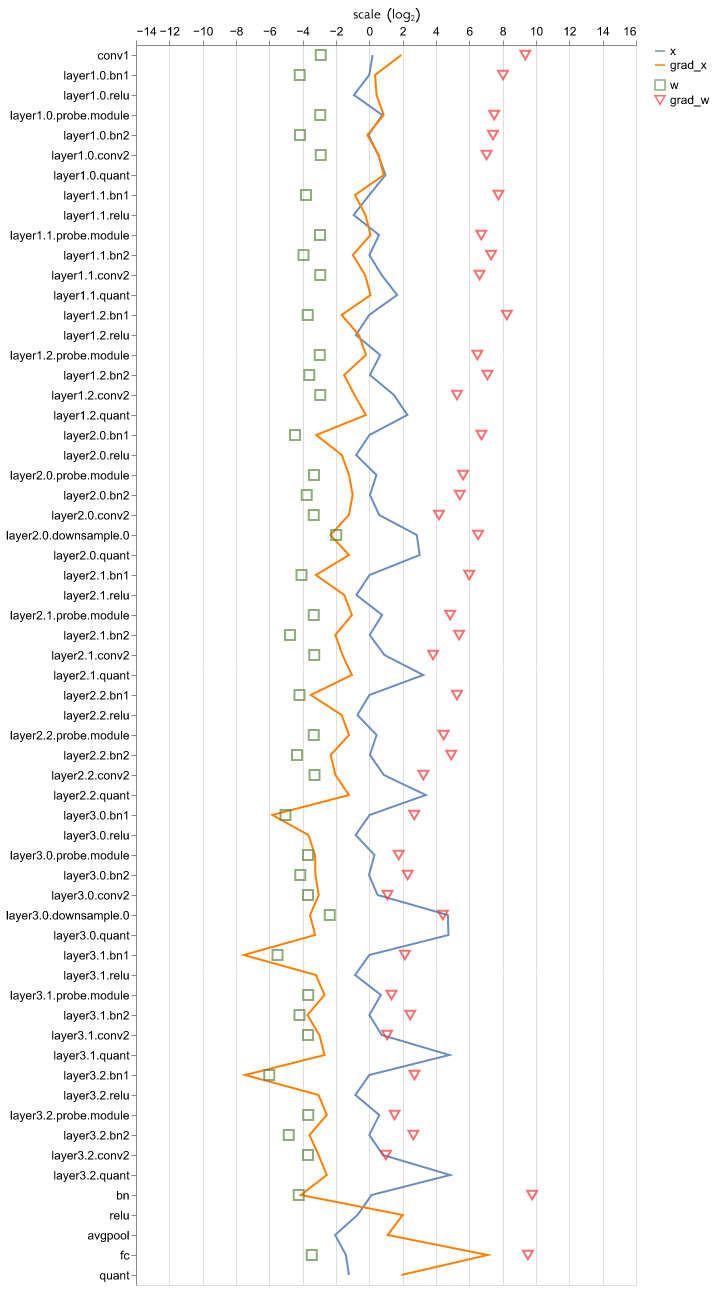 scale (log₂)
−14 −12 −10 −8 −6 −4 −2 0 2 4 6 8 10 12 14 16
x
grad_x
w
grad_w
conv1
layer1.0.bn1
layer1.0.relu
layer1.0.probe.module
layer1.0.bn2
layer1.0.conv2
layer1.0.quant
layer1.1.bn1
layer1.1.relu
layer1.1.probe.module
layer1.1.bn2
layer1.1.conv2
layer1.1.quant
layer1.2.bn1
layer1.2.relu
layer1.2.probe.module
layer1.2.bn2
layer1.2.conv2
layer1.2.quant
layer2.0.bn1
layer2.0.relu
layer2.0.probe.module
layer2.0.bn2
layer2.0.conv2
layer2.0.downsample.0
layer2.0.quant
layer2.1.bn1
layer2.1.relu
layer2.1.probe.module
layer2.1.bn2
layer2.1.conv2
layer2.1.quant
layer2.2.bn1
layer2.2.relu
layer2.2.probe.module
layer2.2.bn2
layer2.2.conv2
layer2.2.quant
layer3.0.bn1
layer3.0.relu
layer3.0.probe.module
layer3.0.bn2
layer3.0.conv2
layer3.0.downsample.0
layer3.0.quant
layer3.1.bn1
layer3.1.relu
layer3.1.probe.module
layer3.1.bn2
layer3.1.conv2
layer3.1.quant
layer3.2.bn1
layer3.2.relu
layer3.2.probe.module
layer3.2.bn2
layer3.2.conv2
layer3.2.quant
bn
relu
avgpool
fc
quant